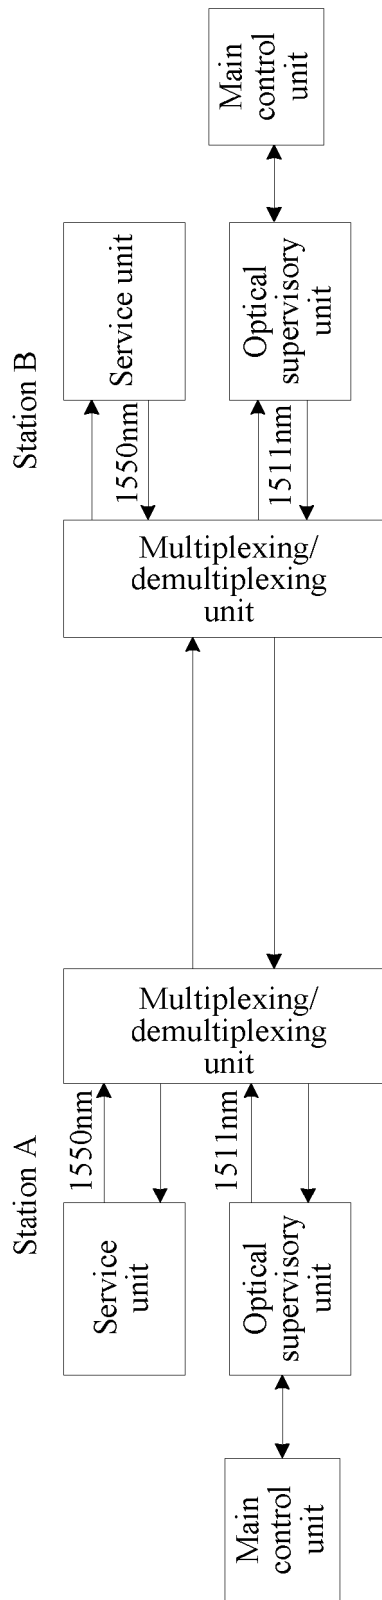 Station A
Station B
Service
unit
1550nm
Multiplexing/
demultiplexing
unit
Multiplexing/
demultiplexing
unit
1550nm
Service unit
Main
control
unit
Optical
supervisory
unit
1511nm
1511nm
Optical
supervisory
unit
Main
control
unit